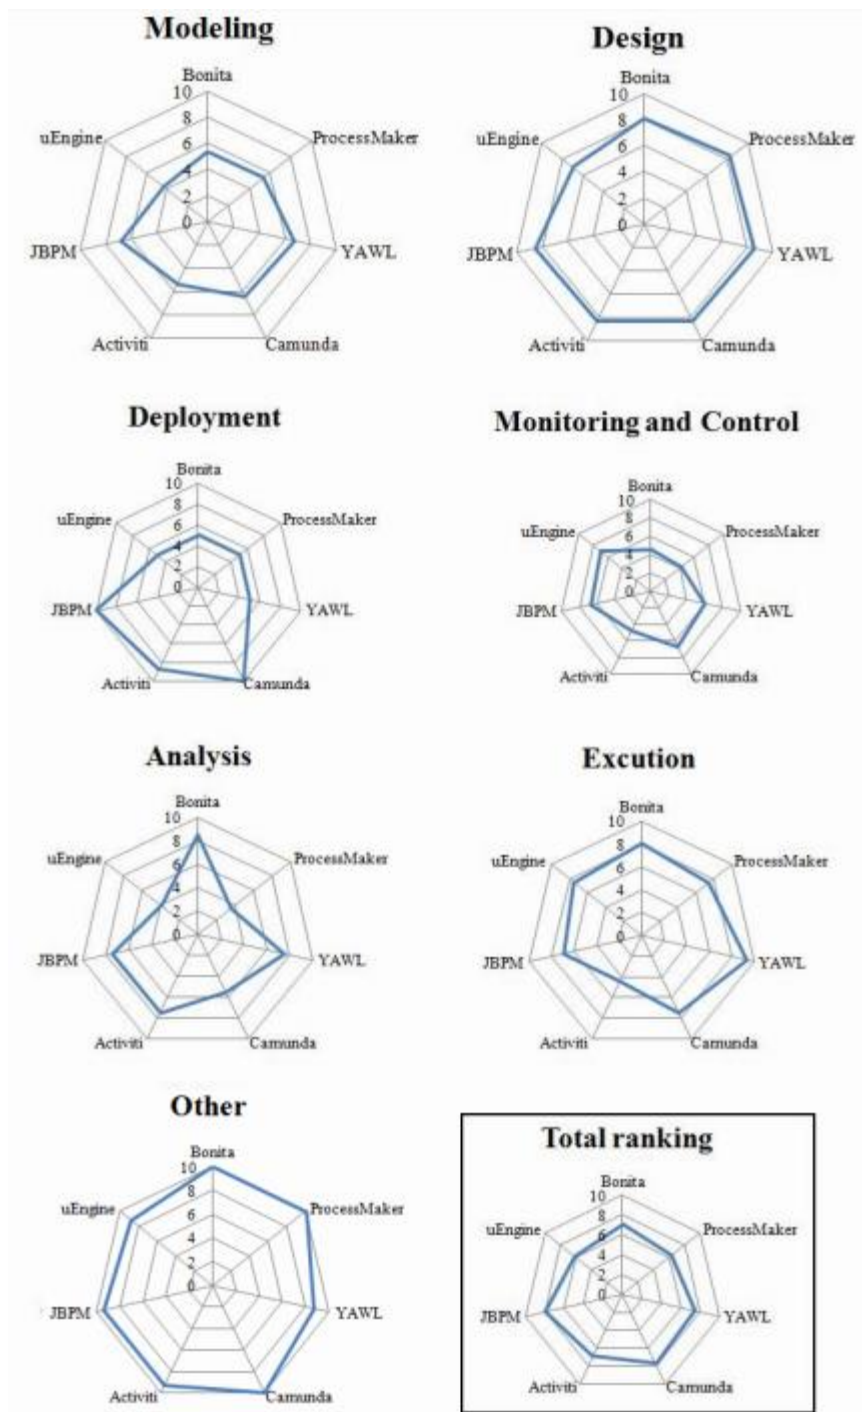 Modeling
Bonita
10
8
6
4
2
0
ProcessMaker
YAWL
Camunda
Activiti
JBPM
uEngine
Design
Bonita
10
8
6
4
2
0
ProcessMaker
YAWL
Camunda
Activiti
JBPM
uEngine
Deployment
Bonita
10
8
6
4
2
0
ProcessMaker
YAWL
Camunda
Activiti
JBPM
uEngine
Monitoring and Control
Bonita
10
8
6
4
2
0
ProcessMaker
YAWL
Camunda
Activiti
JBPM
uEngine
Analysis
Bonita
10
8
6
4
2
0
ProcessMaker
YAWL
Camunda
Activiti
JBPM
uEngine
Excution
Bonita
10
8
6
4
2
0
ProcessMaker
YAWL
Camunda
Activiti
JBPM
uEngine
Other
Bonita
10
8
6
4
2
0
ProcessMaker
YAWL
Camunda
Activiti
JBPM
uEngine
Total ranking
Bonita
10
8
6
4
2
0
ProcessMaker
YAWL
Camunda
Activiti
JBPM
uEngine